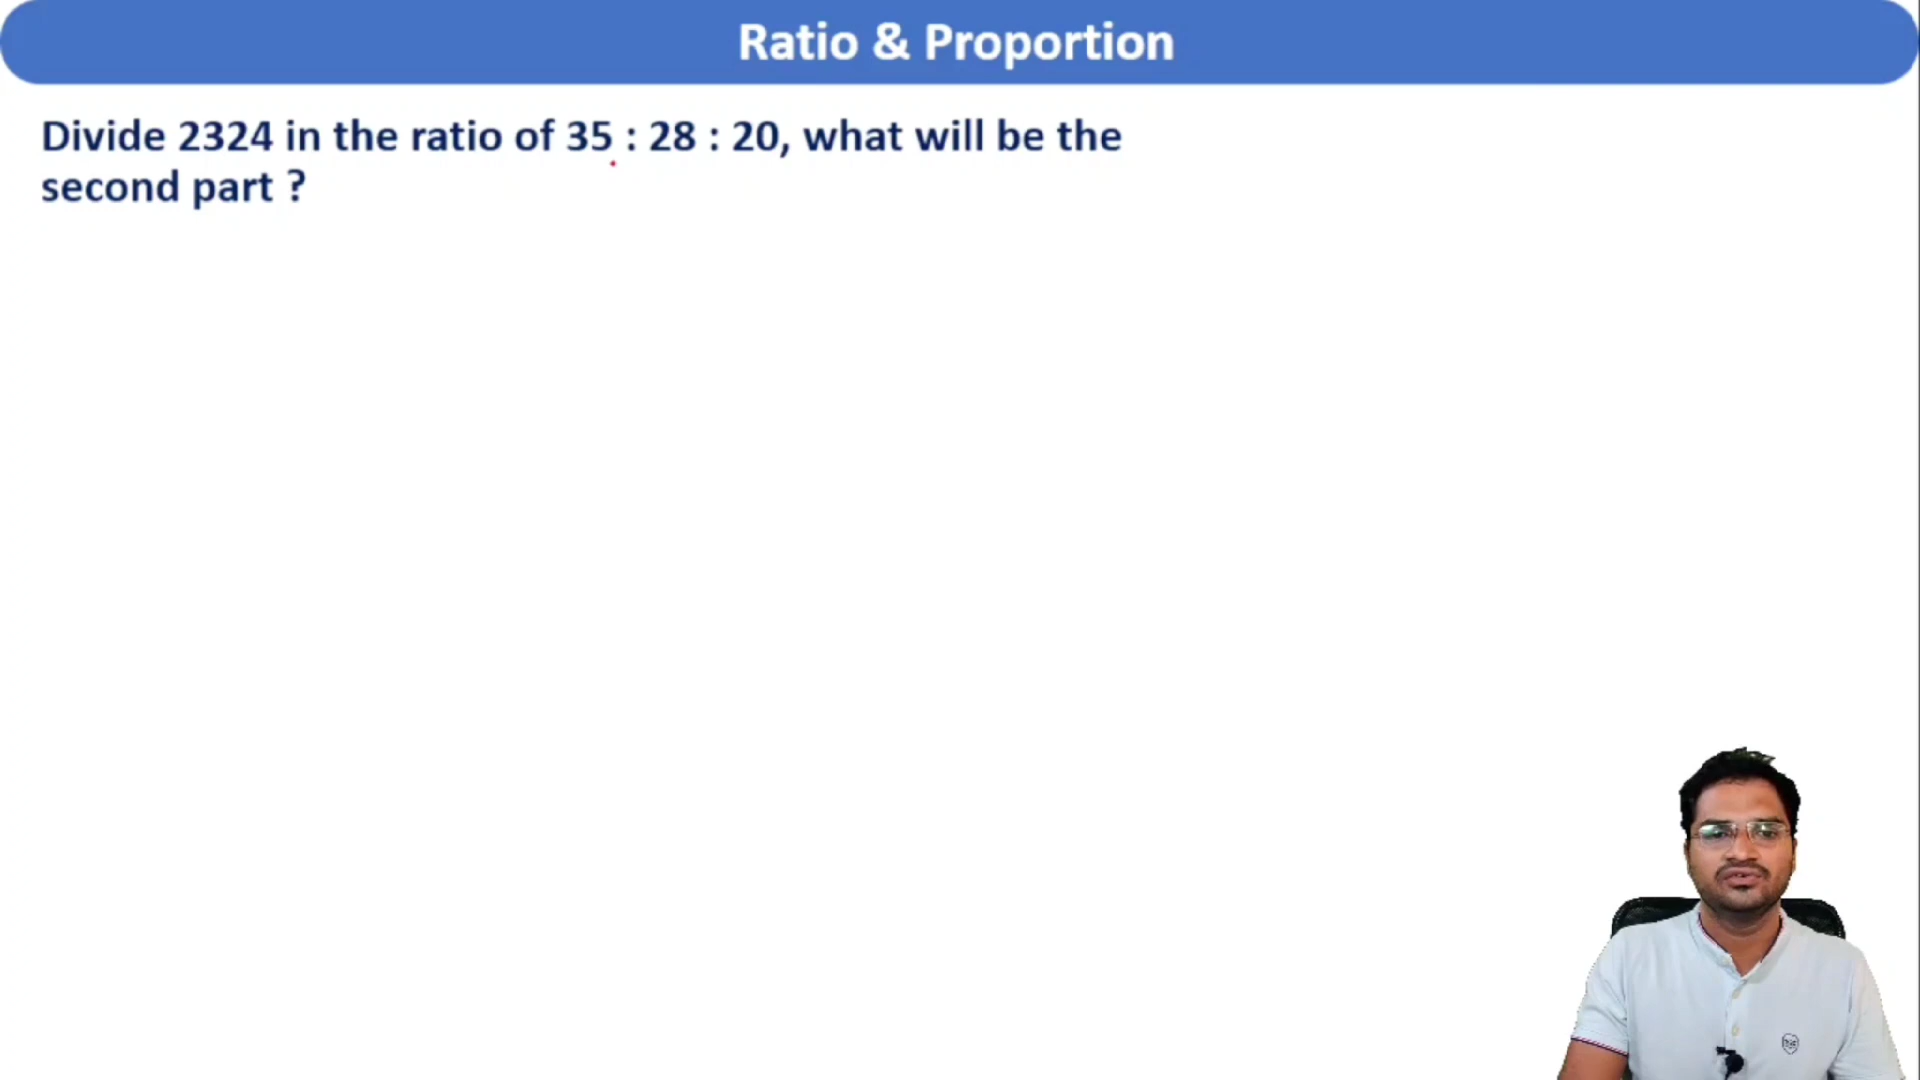 Ratio & Proportion
Divide 2324 in the ratio of 35 : 28 : 20, what will be the
second part ?